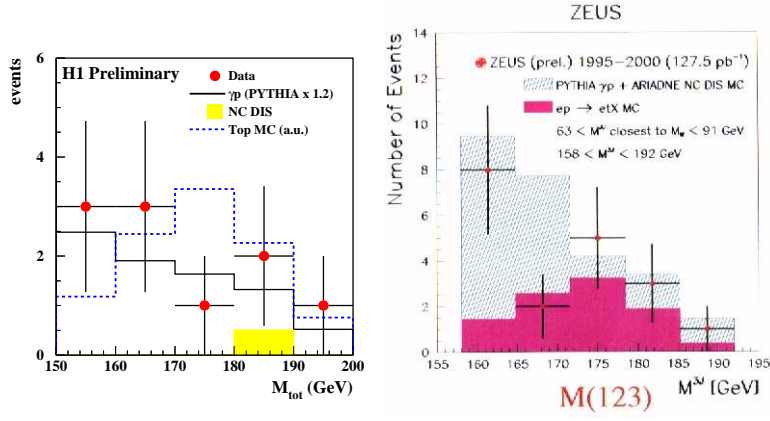 H1 Preliminary
Data
γp (PYTHIA x 1.2)
NC DIS
Top MC (a.u.)
events
6
4
2
0
150 160 170 180 190 200
M_tot (GeV)
ZEUS
ZEUS (prel.) 1995-2000 (127.5 pb⁻¹)
PYTHIA γp + ARIADNE NC DIS MC
ep → etX MC
63 < M^JJ closest to M_W < 91 GeV
158 < M^3J < 192 GeV
Number of Events
14
12
10
8
6
4
2
0
155 160 165 170 175 180 185 190 195
M(123) M^3J [GeV]